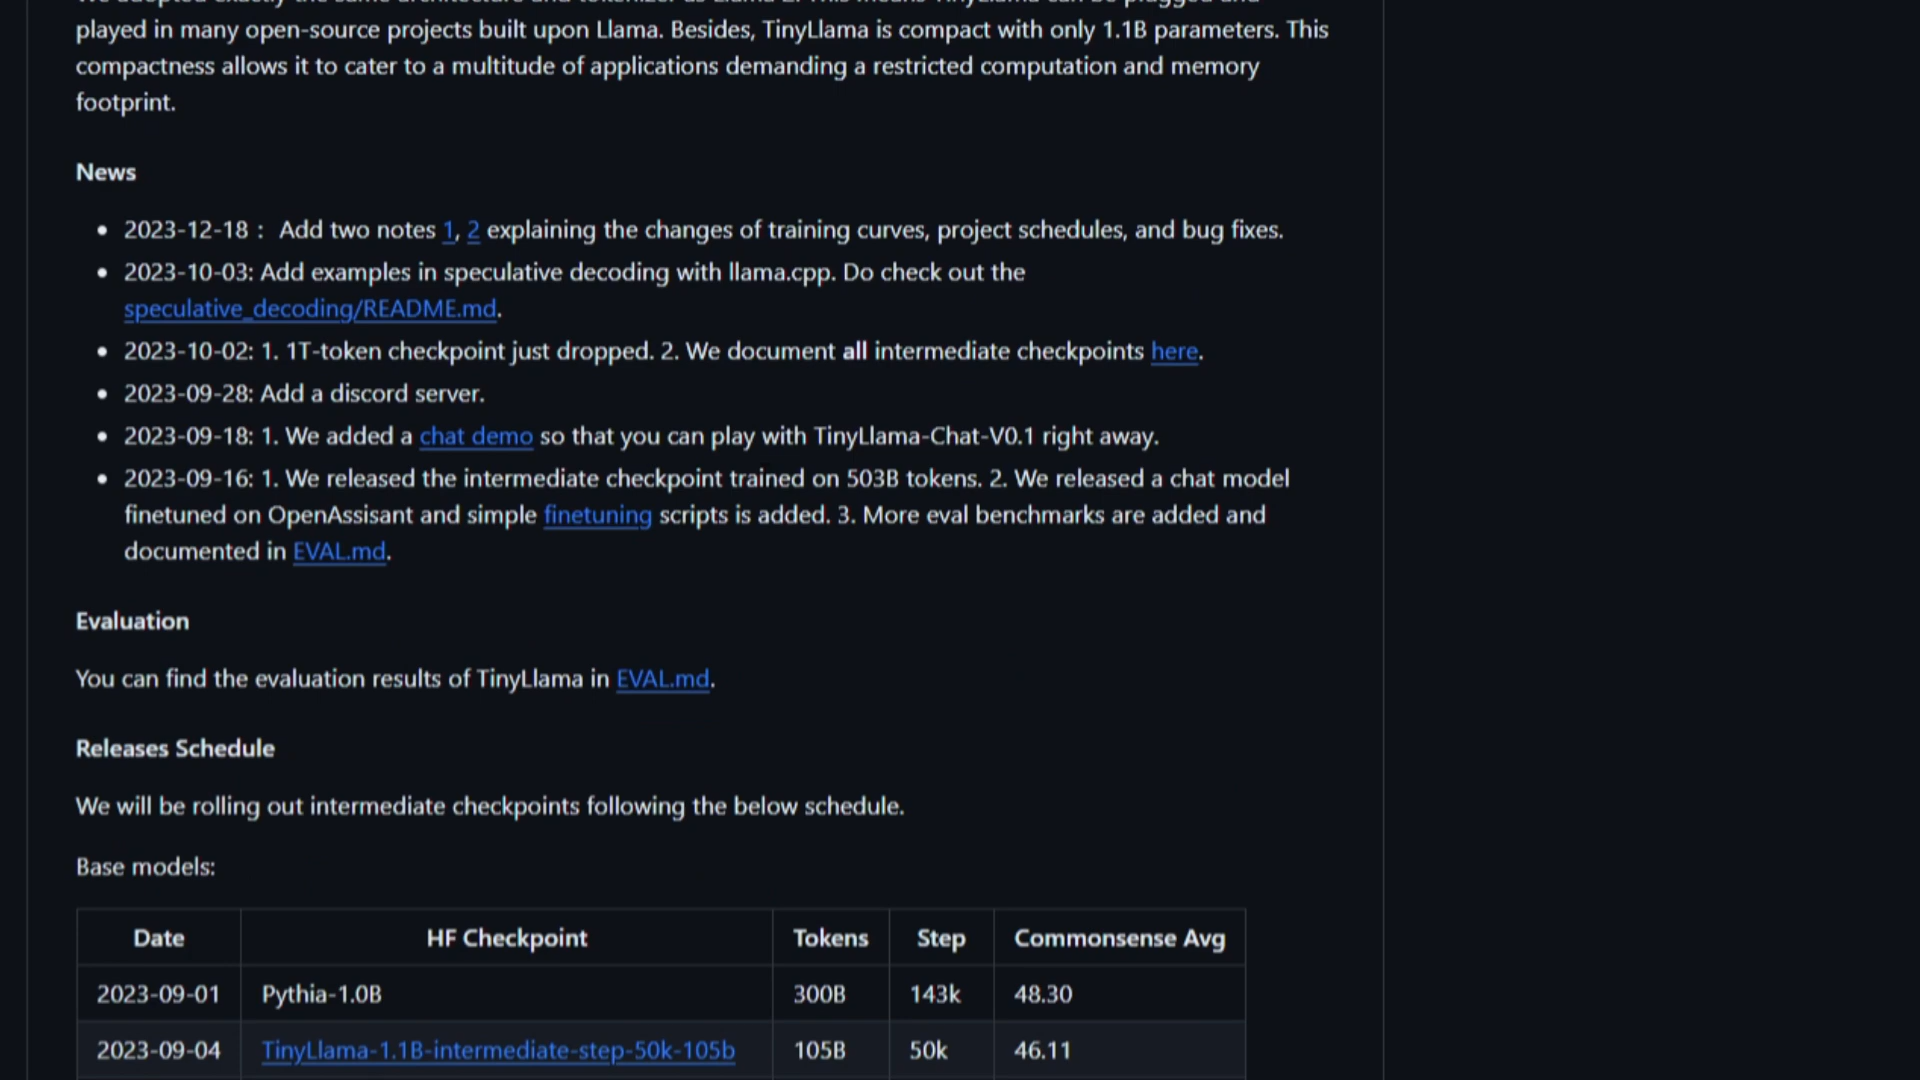 played in many open-source projects built upon Llama. Besides, TinyLlama is compact with only 1.1B parameters. This
compactness allows it to cater to a multitude of applications demanding a restricted computation and memory
footprint.
News
• 2023-12-18： Add two notes 1, 2 explaining the changes of training curves, project schedules, and bug fixes.
• 2023-10-03: Add examples in speculative decoding with llama.cpp. Do check out the
speculative_decoding/README.md.
• 2023-10-02: 1. 1T-token checkpoint just dropped. 2. We document all intermediate checkpoints here.
• 2023-09-28: Add a discord server.
• 2023-09-18: 1. We added a chat demo so that you can play with TinyLlama-Chat-V0.1 right away.
• 2023-09-16: 1. We released the intermediate checkpoint trained on 503B tokens. 2. We released a chat model
finetuned on OpenAssisant and simple finetuning scripts is added. 3. More eval benchmarks are added and
documented in EVAL.md.
Evaluation
You can find the evaluation results of TinyLlama in EVAL.md.
Releases Schedule
We will be rolling out intermediate checkpoints following the below schedule.
Base models:
Date HF Checkpoint Tokens Step Commonsense Avg
2023-09-01 Pythia-1.0B 300B 143k 48.30
2023-09-04 TinyLlama-1.1B-intermediate-step-50k-105b 105B 50k 46.11